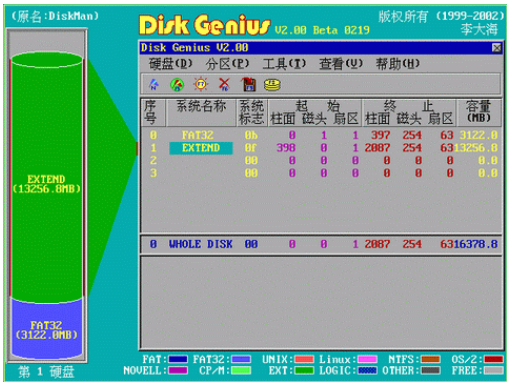 (原名:DiskMan)
Disk Genius V2.00 Beta 0219
版权所有 (1999-2002)
李大海
Disk Genius V2.00
硬盘(D) 分区(P) 工具(T) 查看(V) 帮助(H)
序号 系统名称 系统标志 起 始 终 止 容量(MB)
柱面 磁头 扇区 柱面 磁头 扇区
0 FAT32 0b 0 1 1 397 254 63 3122.0
1 EXTEND 0f 398 0 1 2087 254 63 13256.8
2 00 0 0 0 0 0 0 0.0
3 00 0 0 0 0 0 0 0.0
0 WHOLE DISK 00 0 0 1 2087 254 63 16378.8
EXTEND
(13256.8MB)
FAT32
(3122.0MB)
第 1 硬盘
FAT: FAT32: UNIX: Linux: NTFS: OS/2:
NOVELL: CP/M: EXT: LOGIC: OTHER: FREE: